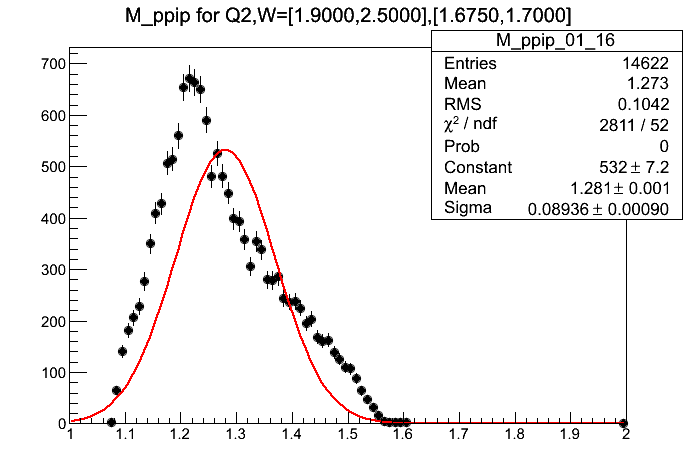 M_ppip for Q2,W=[1.9000,2.5000],[1.6750,1.7000]
M_ppip_01_16
Entries 14622
Mean 1.273
RMS 0.1042
χ² / ndf 2811 / 52
Prob 0
Constant 532 ± 7.2
Mean 1.281 ± 0.001
Sigma 0.08936 ± 0.00090
700
600
500
400
300
200
100
0
1 1.1 1.2 1.3 1.4 1.5 1.6 1.7 1.8 1.9 2